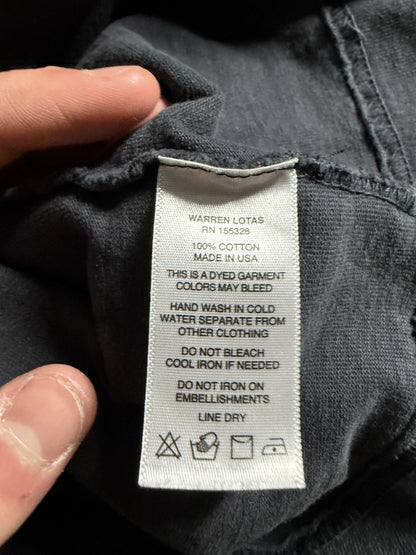 WARREN LOTAS
RN 155328
100% COTTON
MADE IN USA
THIS IS A DYED GARMENT
COLORS MAY BLEED
HAND WASH IN COLD
WATER SEPARATE FROM
OTHER CLOTHING
DO NOT BLEACH
COOL IRON IF NEEDED
DO NOT IRON ON
EMBELLISHMENTS
LINE DRY